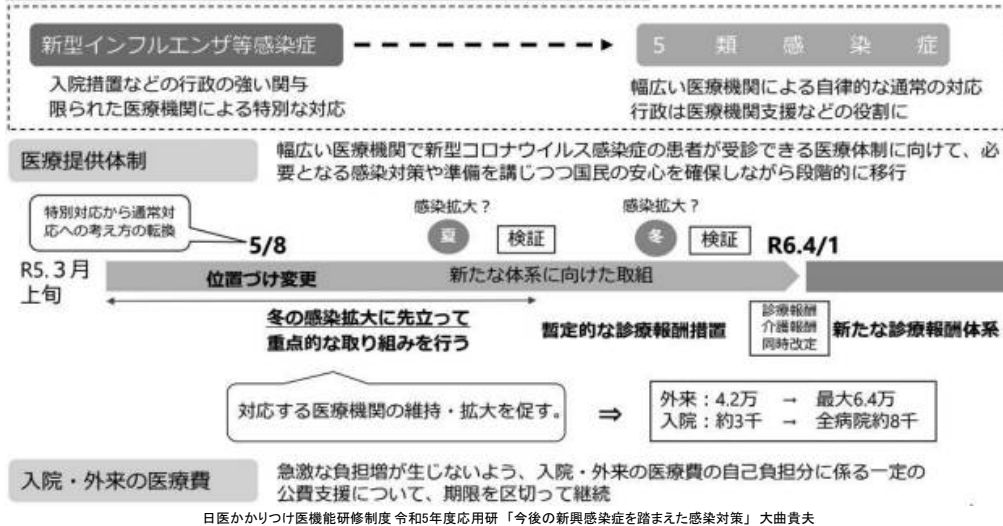 新型インフルエンザ等感染症
5類感染症
入院措置などの行政の強い関与
限られた医療機関による特別な対応
幅広い医療機関による自律的な通常の対応
行政は医療機関支援などの役割に
医療提供体制
幅広い医療機関で新型コロナウイルス感染症の患者が受診できる医療体制に向けて、必
要となる感染対策や準備を講じつつ国民の安心を確保しながら段階的に移行
特別対応から通常対
応への考え方の転換
感染拡大?
夏
検証
感染拡大?
冬
検証
5/8
R6.4/1
R5.3月
上旬
位置づけ変更
新たな体系に向けた取組
冬の感染拡大に先立って
重点的な取り組みを行う
暫定的な診療報酬措置
診療報酬
介護報酬
同時改定
新たな診療報酬体系
対応する医療機関の維持・拡大を促す。
⇒
外来:4.2万 → 最大6.4万
入院:約3千 → 全病院約8千
入院・外来の医療費
急激な負担増が生じないよう、入院・外来の医療費の自己負担分に係る一定の
公費支援について、期限を区切って継続
日医かかりつけ医機能研修制度 令和5年度応用研 「今後の新興感染症を踏まえた感染対策」 大曲貴夫